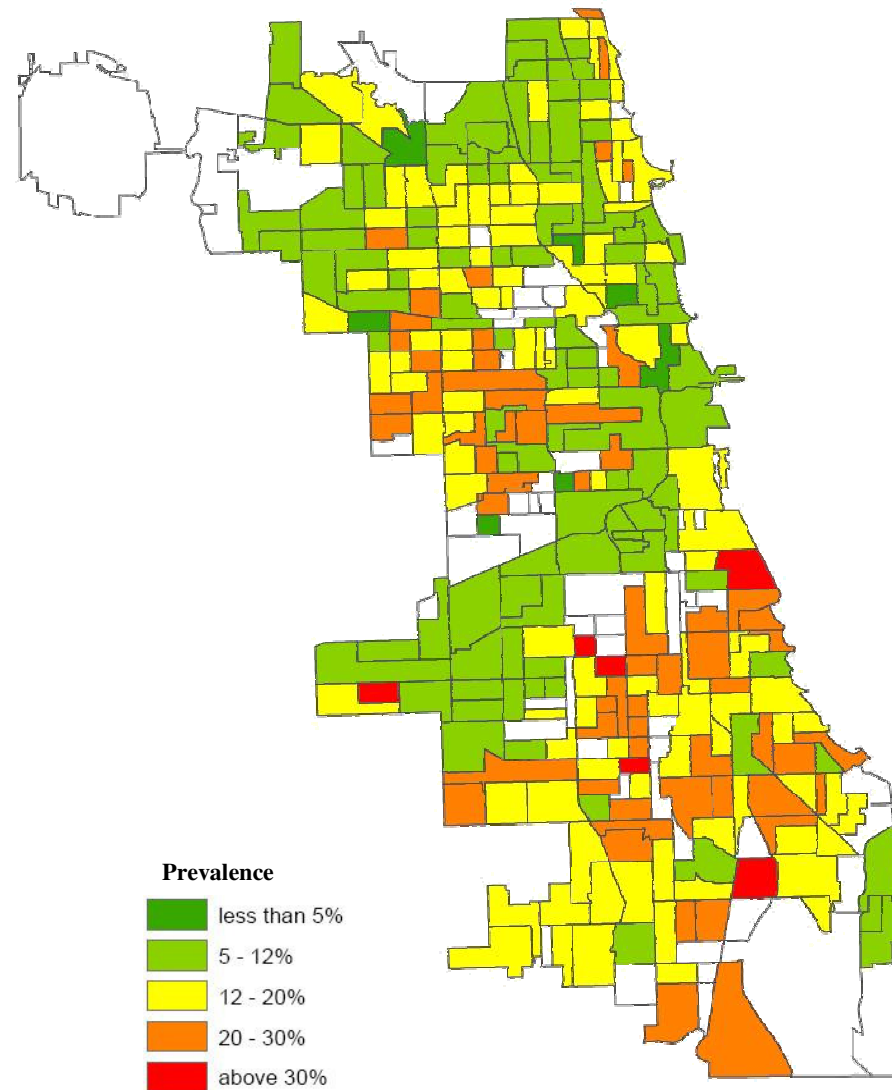 Prevalence
less than 5%
5 - 12%
12 - 20%
20 - 30%
above 30%